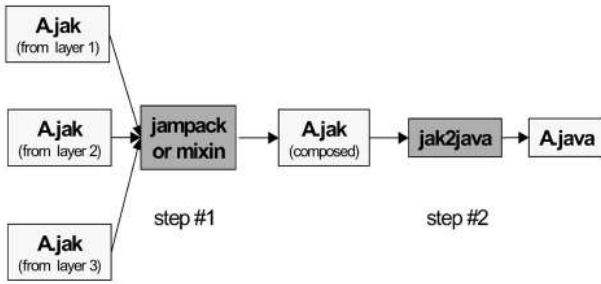 A.jak
(from layer 1)
A.jak
(from layer 2)
A.jak
(from layer 3)
jampack
or mixin
step #1
A.jak
(composed)
jak2java
step #2
A.java